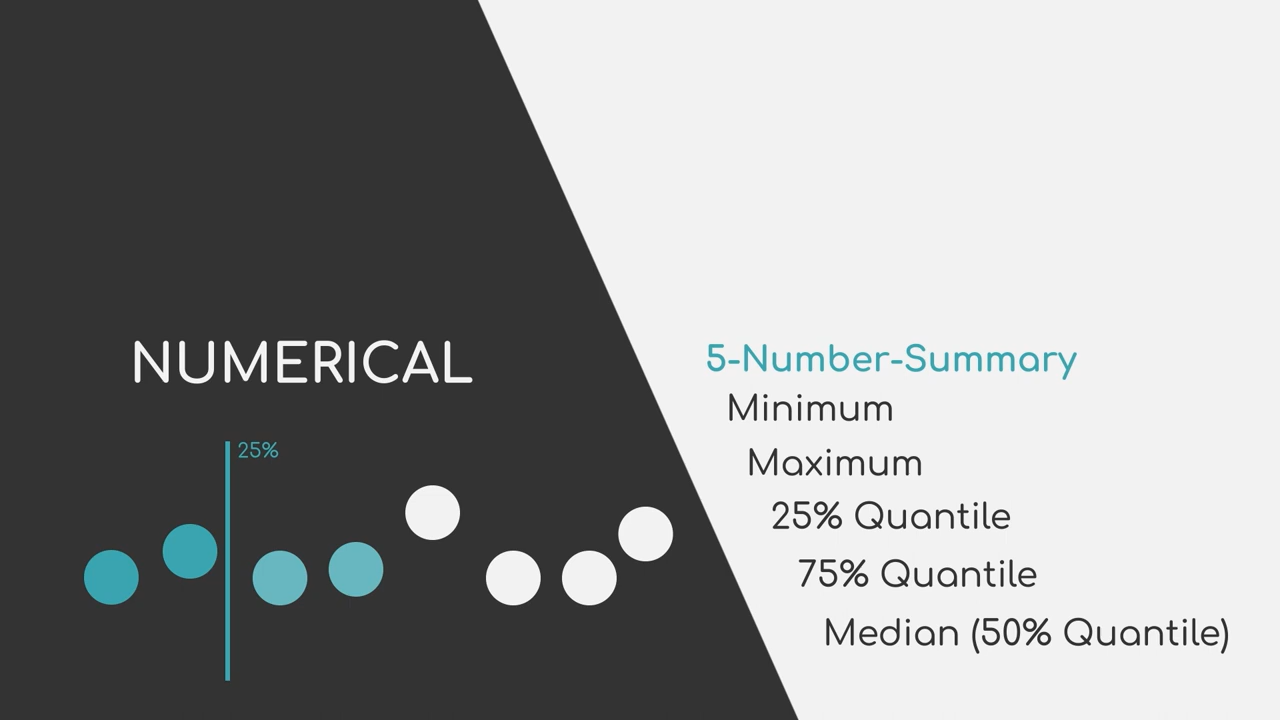 NUMERICAL
25%
5-Number-Summary
Minimum
Maximum
25% Quantile
75% Quantile
Median (50% Quantile)